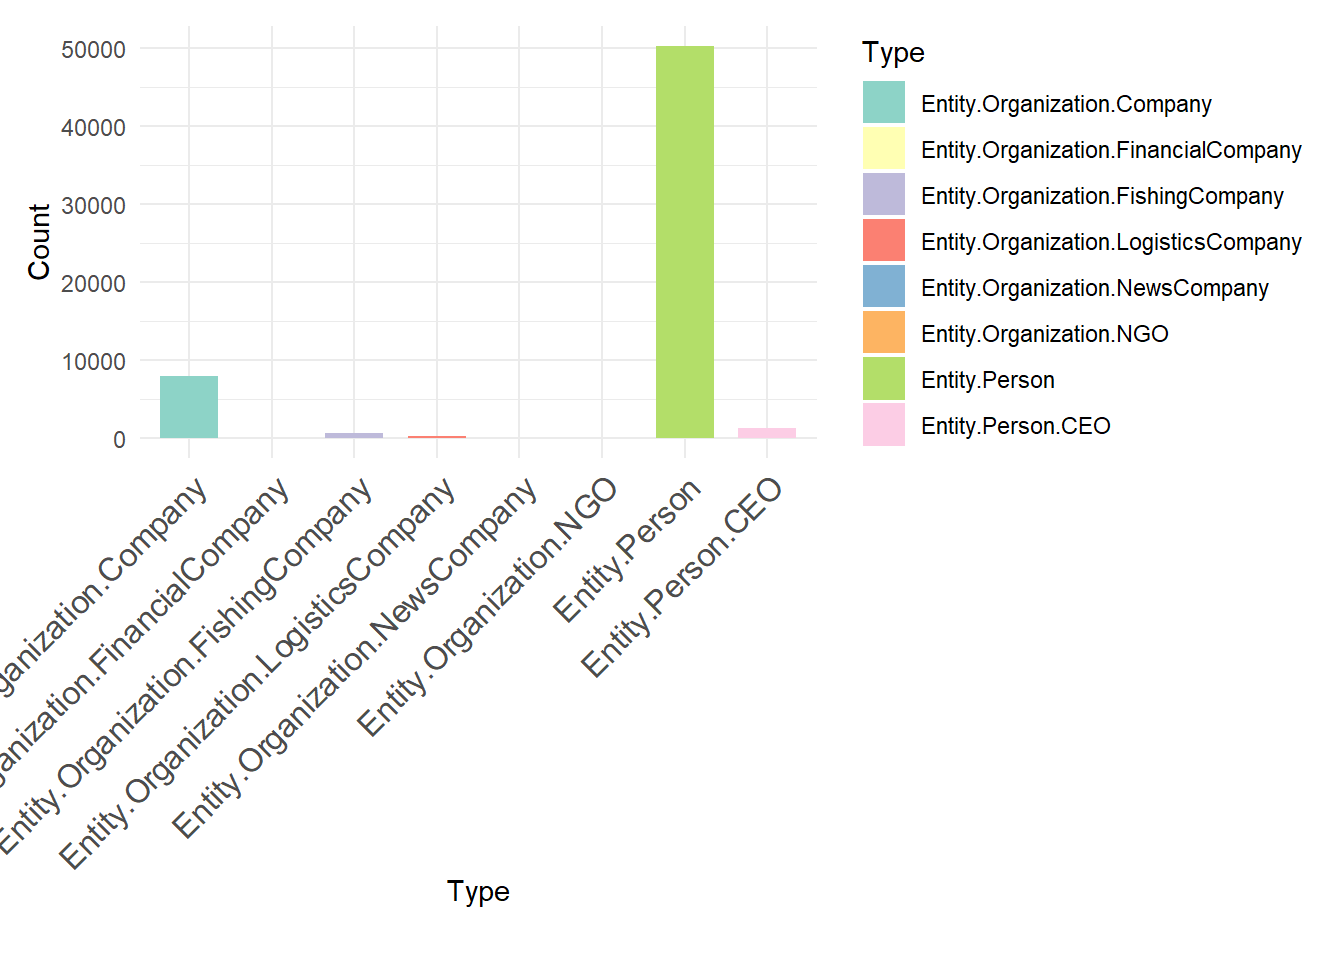 50000
40000
30000
20000
10000
0
Count
rganization.Company
rganization.FinancialCompany
Entity.Organization.FishingCompany
Entity.Organization.LogisticsCompany
Entity.Organization.NewsCompany
Entity.Organization.NGO
Entity.Person
Entity.Person.CEO
Type
Type
Entity.Organization.Company
Entity.Organization.FinancialCompany
Entity.Organization.FishingCompany
Entity.Organization.LogisticsCompany
Entity.Organization.NewsCompany
Entity.Organization.NGO
Entity.Person
Entity.Person.CEO